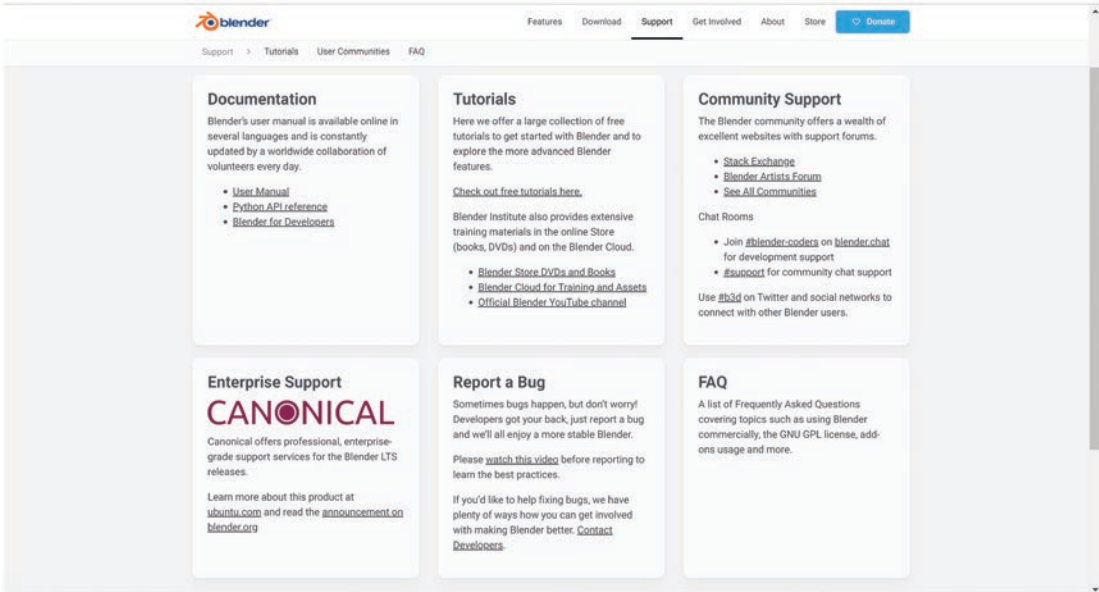 blender
Features Download Support Get Involved About Store Donate
Support > Tutorials User Communities FAQ
Documentation
Blender's user manual is available online in
several languages and is constantly
updated by a worldwide collaboration of
volunteers every day.
• User Manual
• Python API reference
• Blender for Developers
Tutorials
Here we offer a large collection of free
tutorials to get started with Blender and to
explore the more advanced Blender
features.
Check out free tutorials here.
Blender Institute also provides extensive
training materials in the online Store
(books, DVDs) and on the Blender Cloud.
• Blender Store DVDs and Books
• Blender Cloud for Training and Assets
• Official Blender YouTube channel
Community Support
The Blender community offers a wealth of
excellent websites with support forums.
• Stack Exchange
• Blender Artists Forum
• See All Communities
Chat Rooms
• Join #blender-coders on blender.chat
for development support
• #support for community chat support
Use #b3d on Twitter and social networks to
connect with other Blender users.
Enterprise Support
CANONICAL
Canonical offers professional, enterprise-
grade support services for the Blender LTS
releases.
Learn more about this product at
ubuntu.com and read the announcement on
blender.org
Report a Bug
Sometimes bugs happen, but don't worry!
Developers got your back, just report a bug
and we'll all enjoy a more stable Blender.
Please watch this video before reporting to
learn the best practices.
If you'd like to help fixing bugs, we have
plenty of ways how you can get involved
with making Blender better. Contact
Developers.
FAQ
A list of Frequently Asked Questions
covering topics such as using Blender
commercially, the GNU GPL license, add-
ons usage and more.